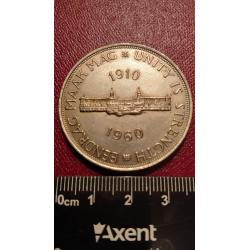 EENDRAG MAAK MAG ★ UNITY IS STRENGTH ★
1910
1960
0cm 1 2 3
Axent